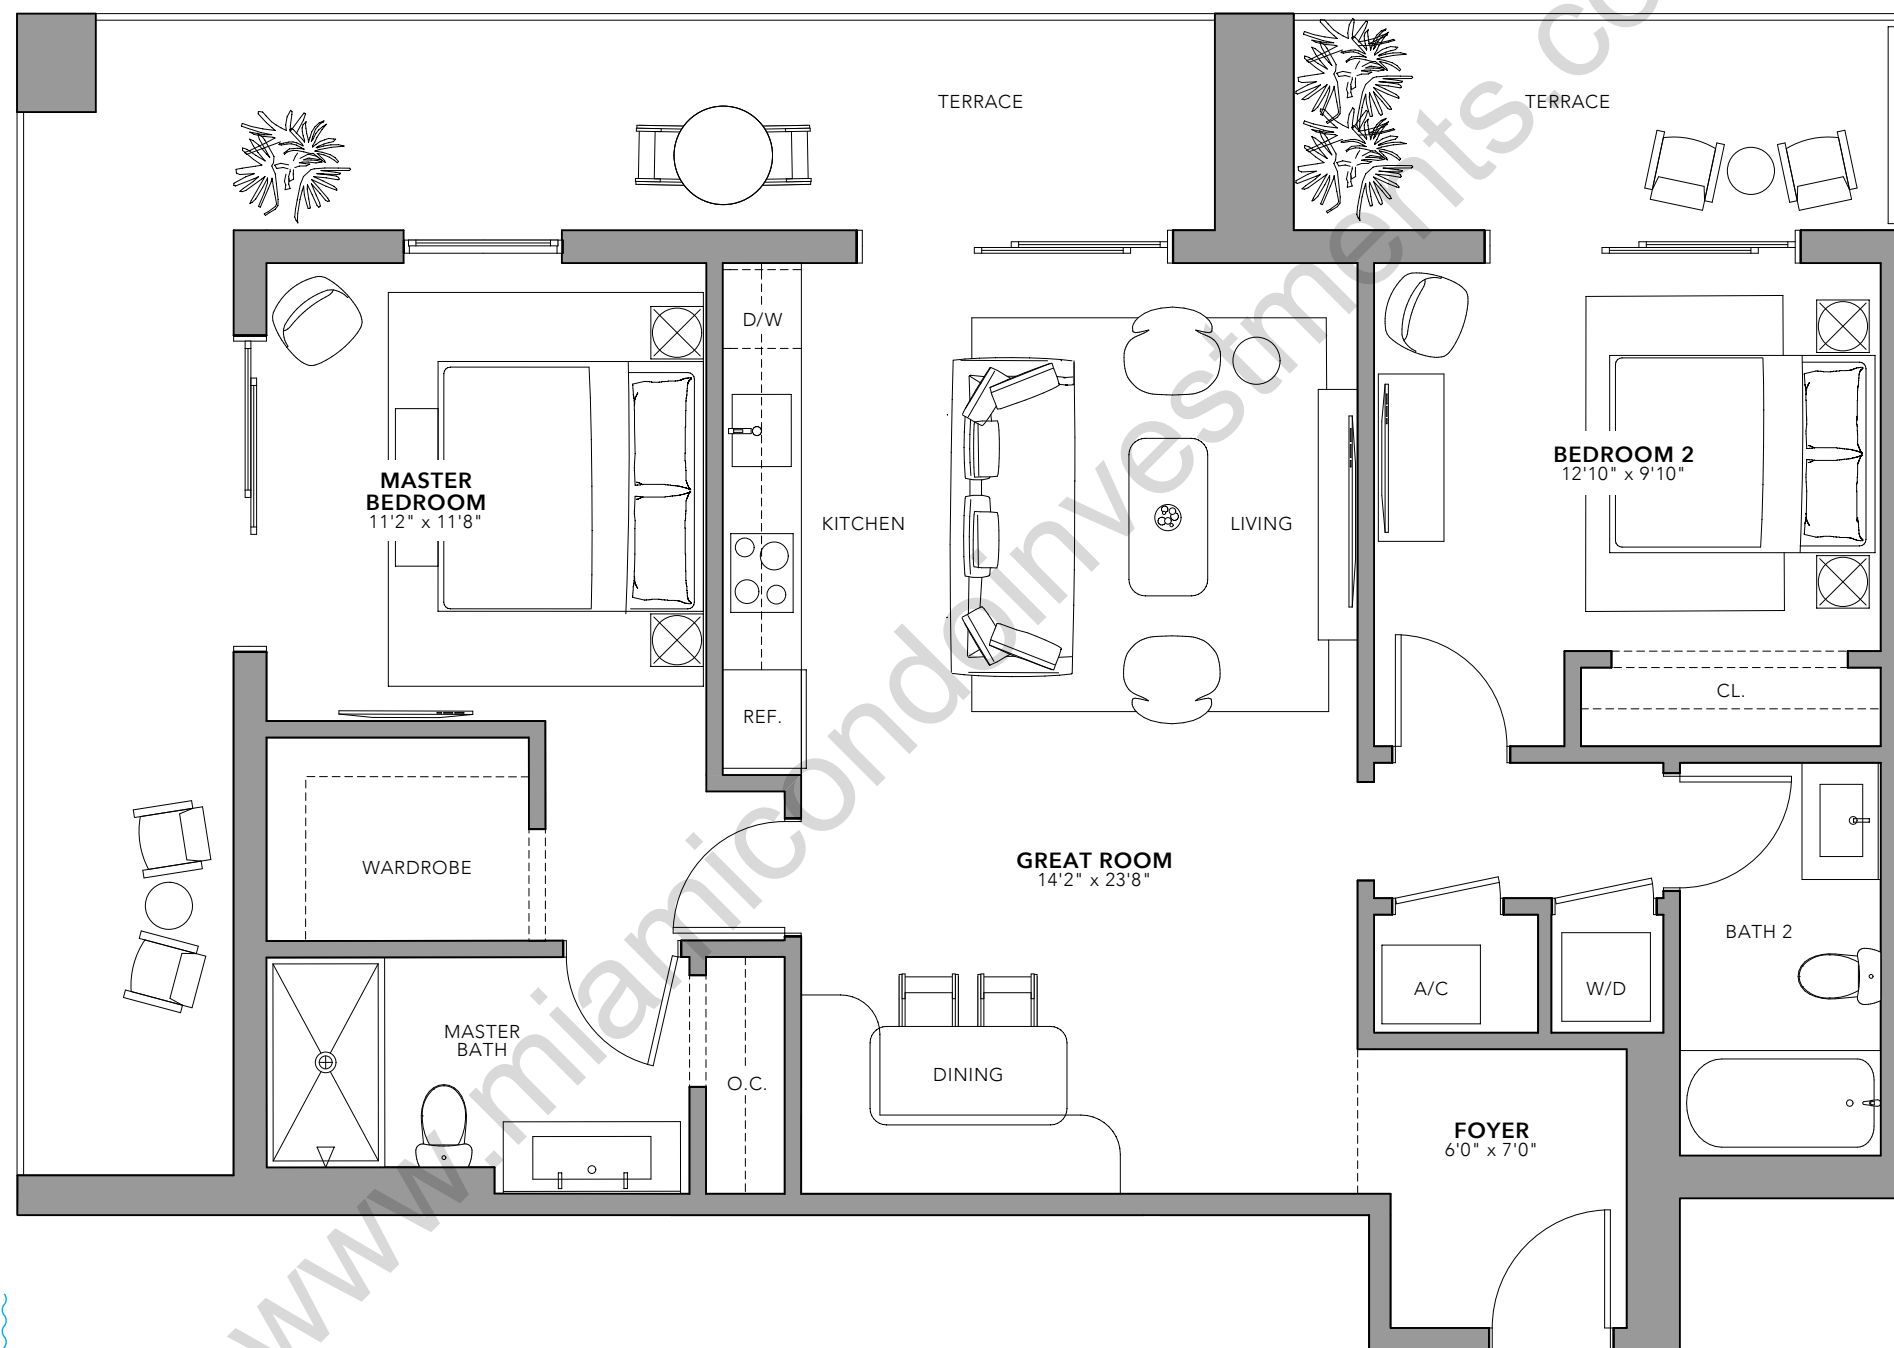 TERRACE
TERRACE
D/W
MASTER
BEDROOM
11'2" x 11'8"
KITCHEN
LIVING
BEDROOM 2
12'10" x 9'10"
REF.
CL.
WARDROBE
GREAT ROOM
14'2" x 23'8"
BATH 2
A/C
W/D
MASTER
BATH
O.C.
DINING
FOYER
6'0" x 7'0"
www.miamicondoinvestments.co